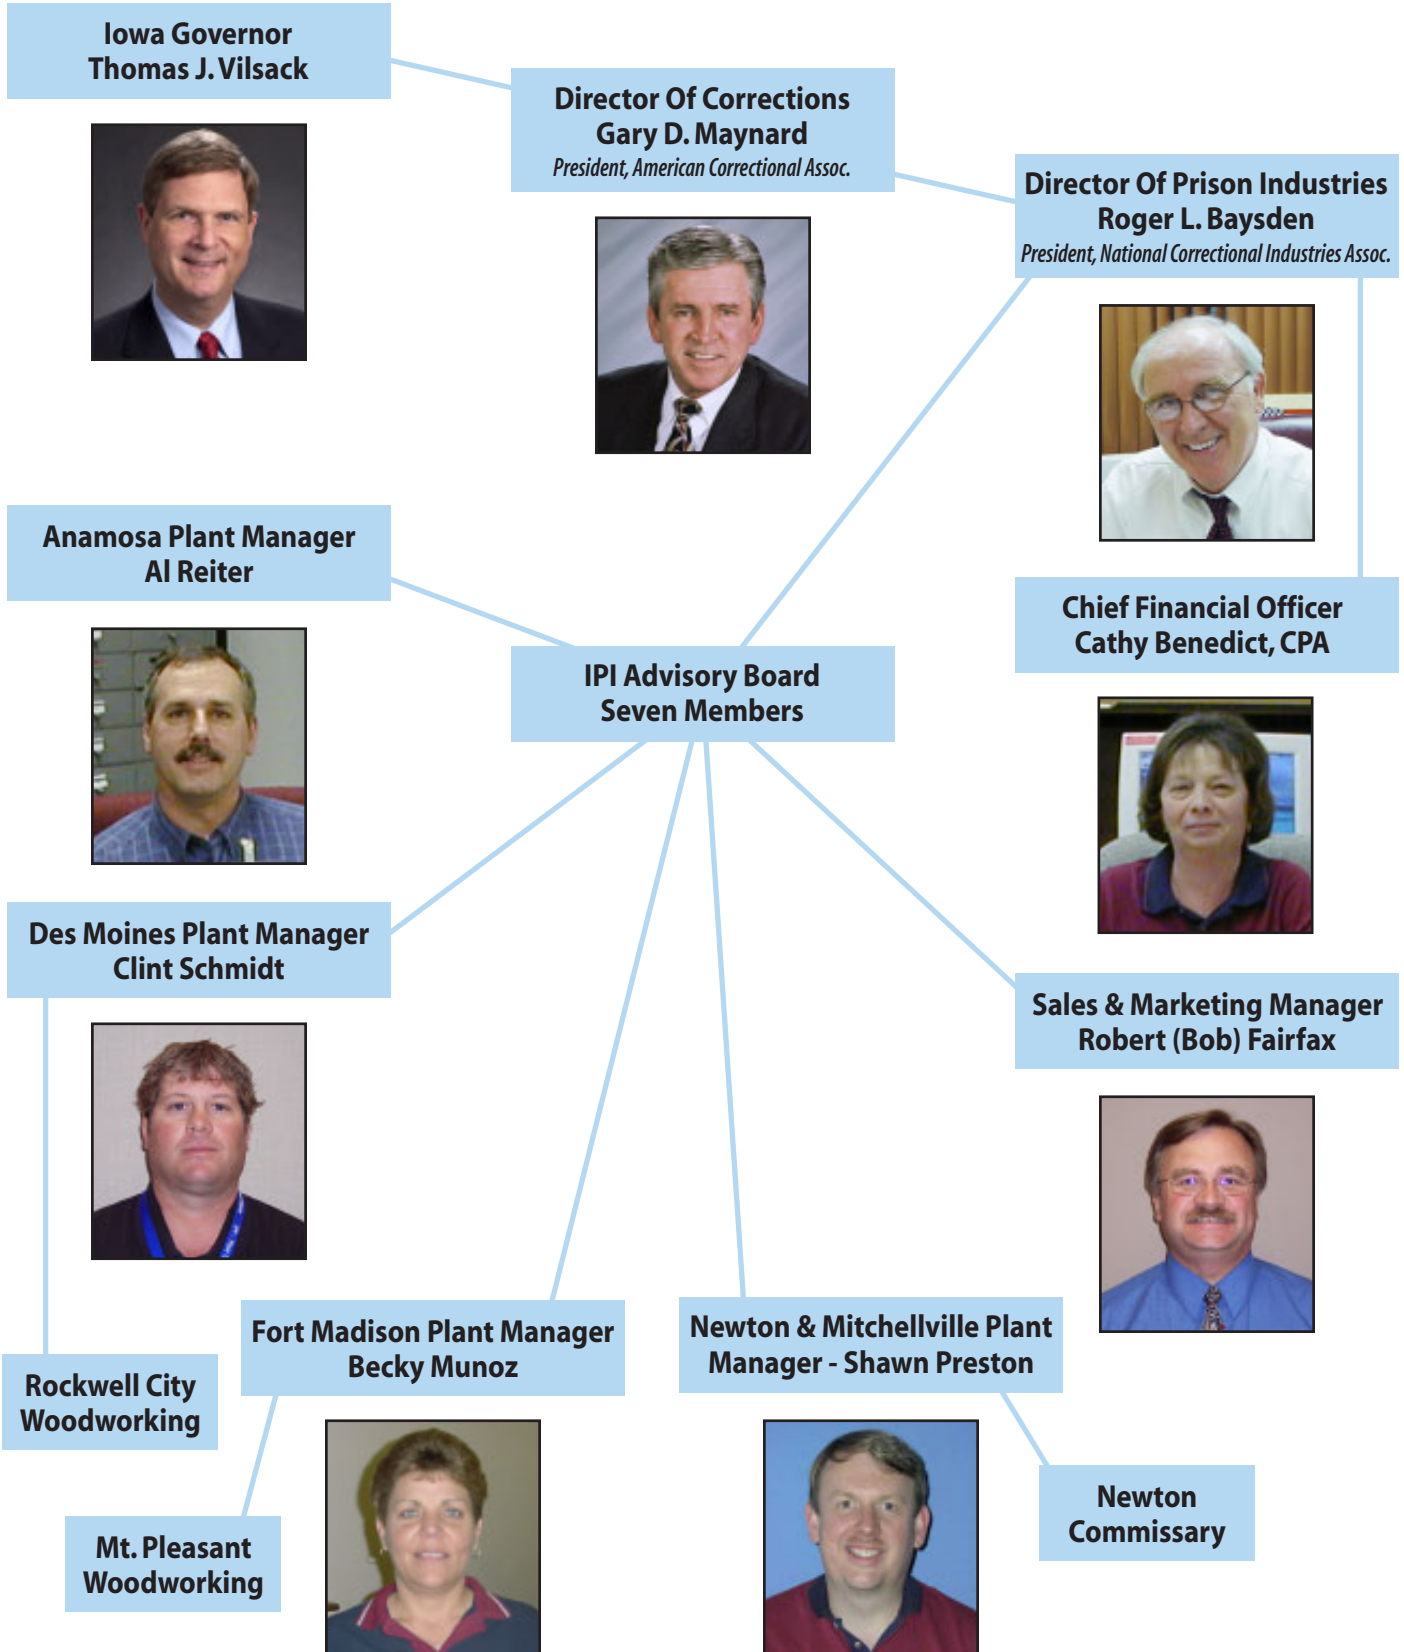 Iowa Governor
Thomas J. Vilsack
Director Of Corrections
Gary D. Maynard
President, American Correctional Assoc.
Director Of Prison Industries
Roger L. Baysden
President, National Correctional Industries Assoc.
Anamosa Plant Manager
Al Reiter
Chief Financial Officer
Cathy Benedict, CPA
IPI Advisory Board
Seven Members
Des Moines Plant Manager
Clint Schmidt
Sales & Marketing Manager
Robert (Bob) Fairfax
Fort Madison Plant Manager
Becky Munoz
Newton & Mitchellville Plant
Manager - Shawn Preston
Rockwell City
Woodworking
Newton
Commissary
Mt. Pleasant
Woodworking